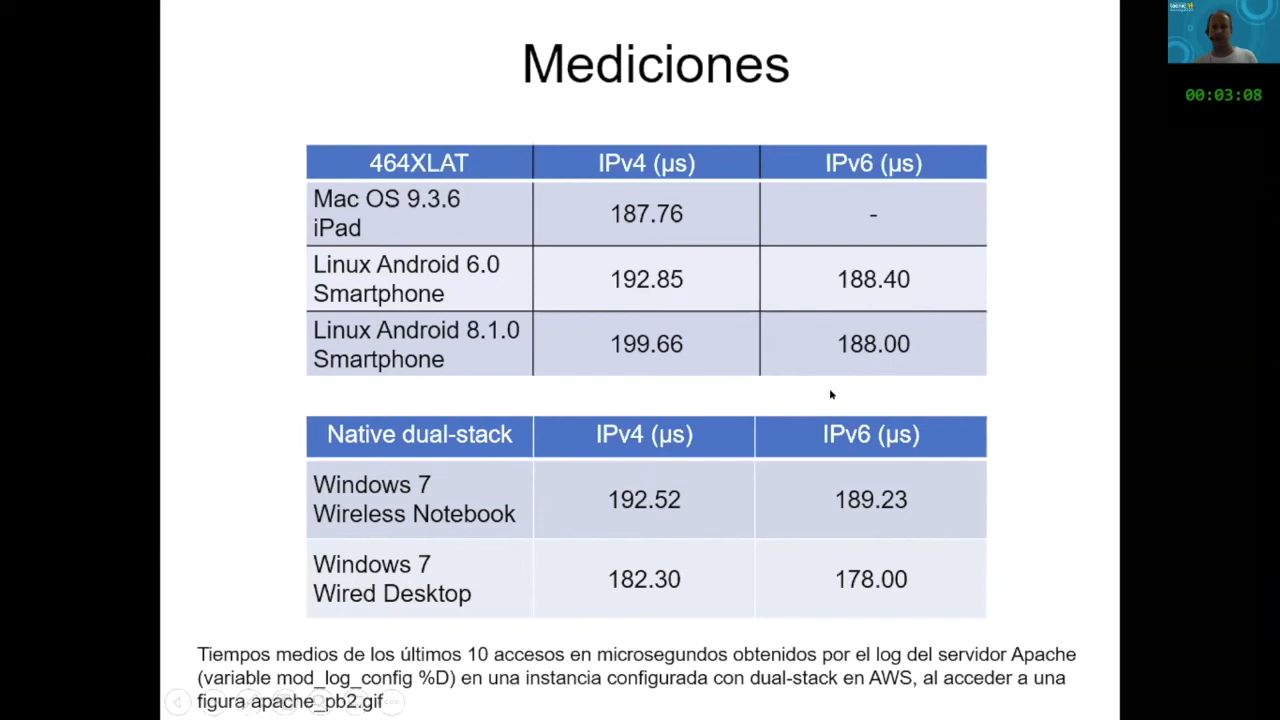 Mediciones
00:03:08
464XLAT IPv4 (µs) IPv6 (µs)
Mac OS 9.3.6
iPad
187.76 -
Linux Android 6.0
Smartphone
192.85 188.40
Linux Android 8.1.0
Smartphone
199.66 188.00
Native dual-stack IPv4 (µs) IPv6 (µs)
Windows 7
Wireless Notebook
192.52 189.23
Windows 7
Wired Desktop
182.30 178.00
Tiempos medios de los últimos 10 accesos en microsegundos obtenidos por el log del servidor Apache
(variable mod_log_config %D) en una instancia configurada con dual-stack en AWS, al acceder a una
figura apache_pb2.gif